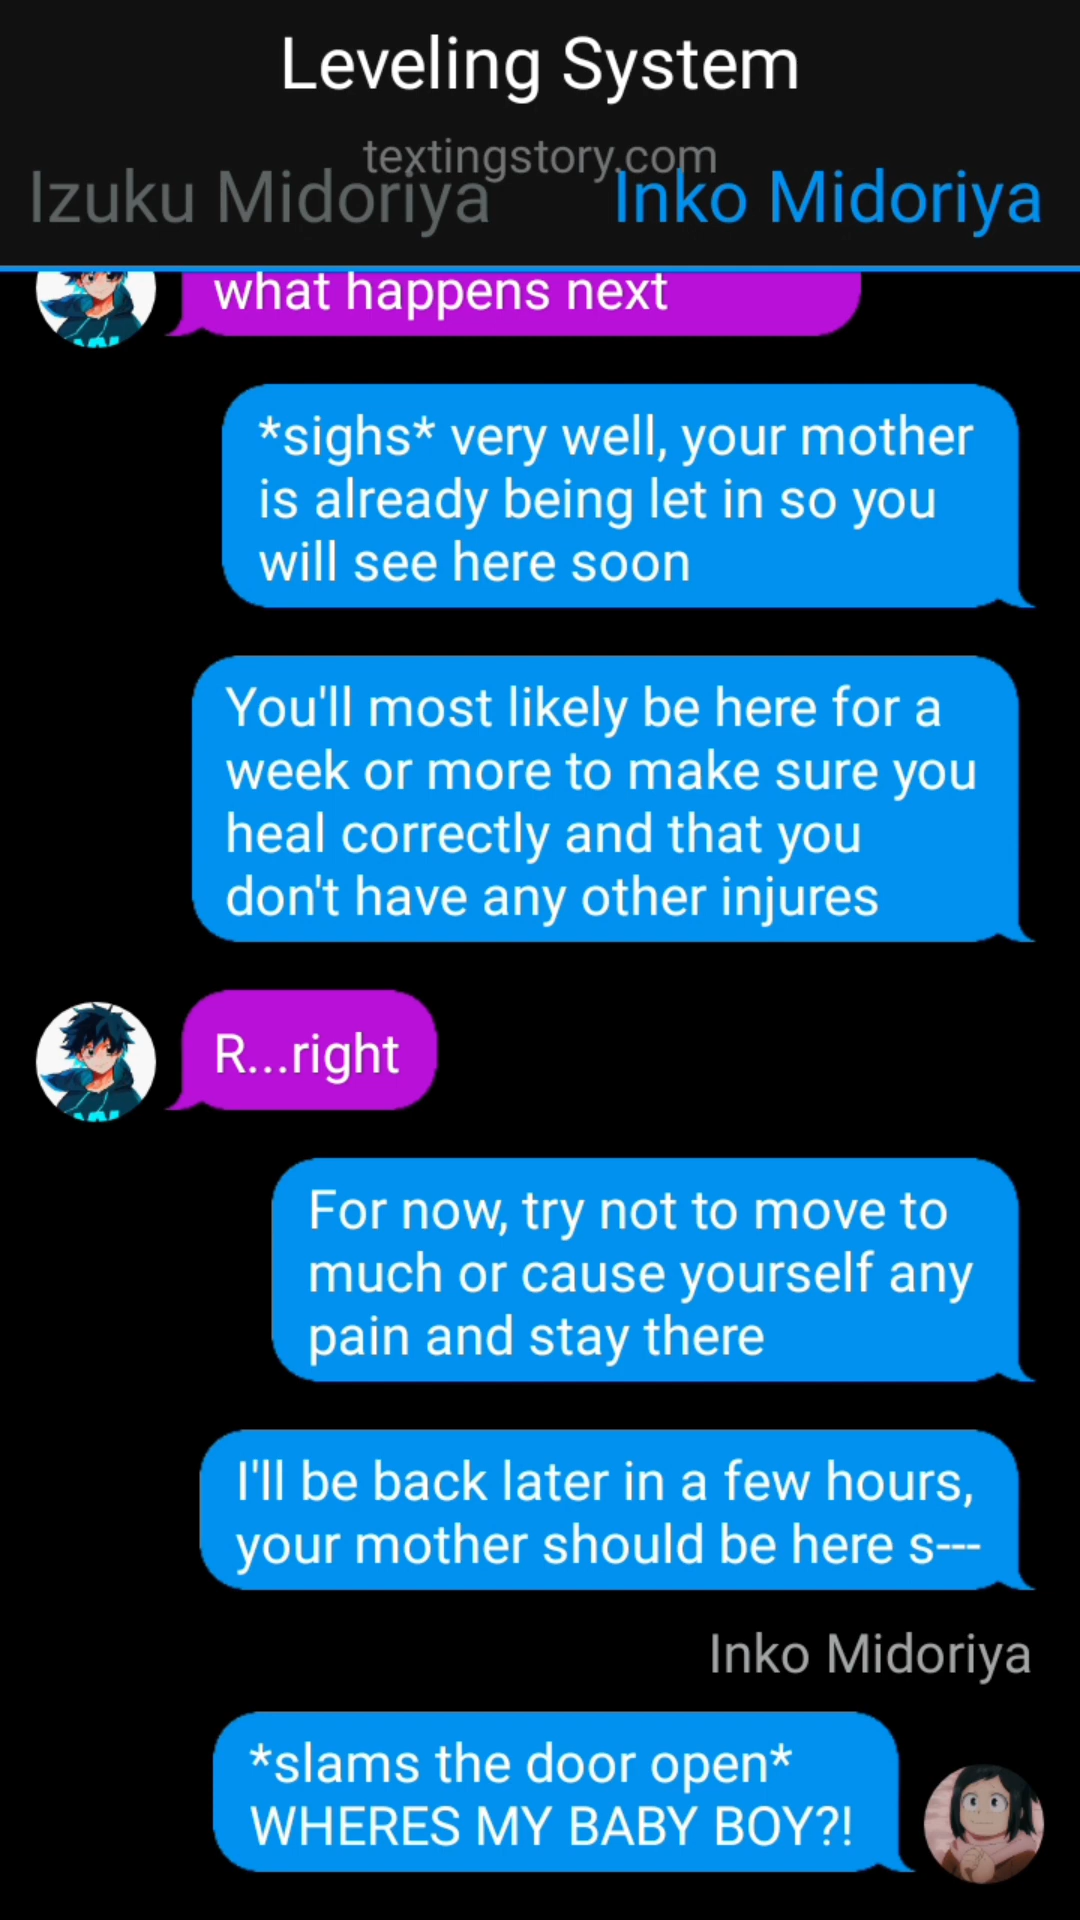 Leveling System
textingstory.com
Izuku Midoriya
Inko Midoriya
what happens next
*sighs* very well, your mother
is already being let in so you
will see here soon
You'll most likely be here for a
week or more to make sure you
heal correctly and that you
don't have any other injures
R...right
For now, try not to move to
much or cause yourself any
pain and stay there
I'll be back later in a few hours,
your mother should be here s---
Inko Midoriya
*slams the door open*
WHERES MY BABY BOY?!